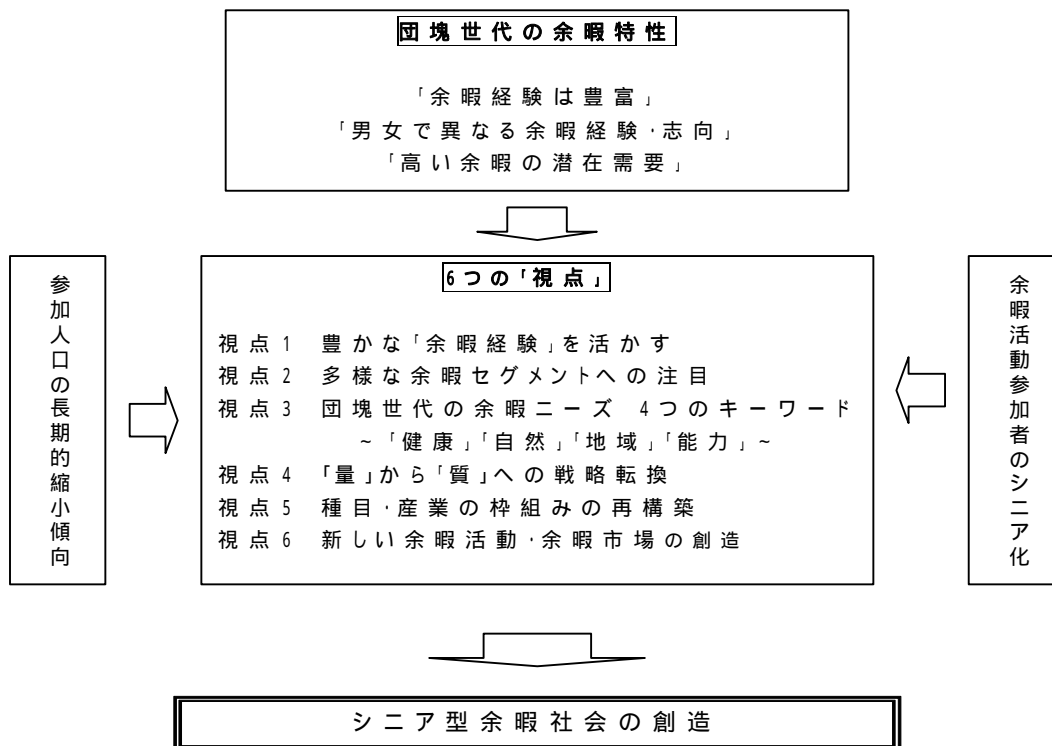 団塊世代の余暇特性
「余暇経験は豊富」
「男女で異なる余暇経験・志向」
「高い余暇の潜在需要」
参加人口の長期的縮小傾向
6つの「視点」
視点1 豊かな「余暇経験」を活かす
視点2 多様な余暇セグメントへの注目
視点3 団塊世代の余暇ニーズ 4つのキーワード
~「健康」「自然」「地域」「能力」~
視点4 「量」から「質」への戦略転換
視点5 種目・産業の枠組みの再構築
視点6 新しい余暇活動・余暇市場の創造
余暇活動参加者のシニア化
シニア型余暇社会の創造